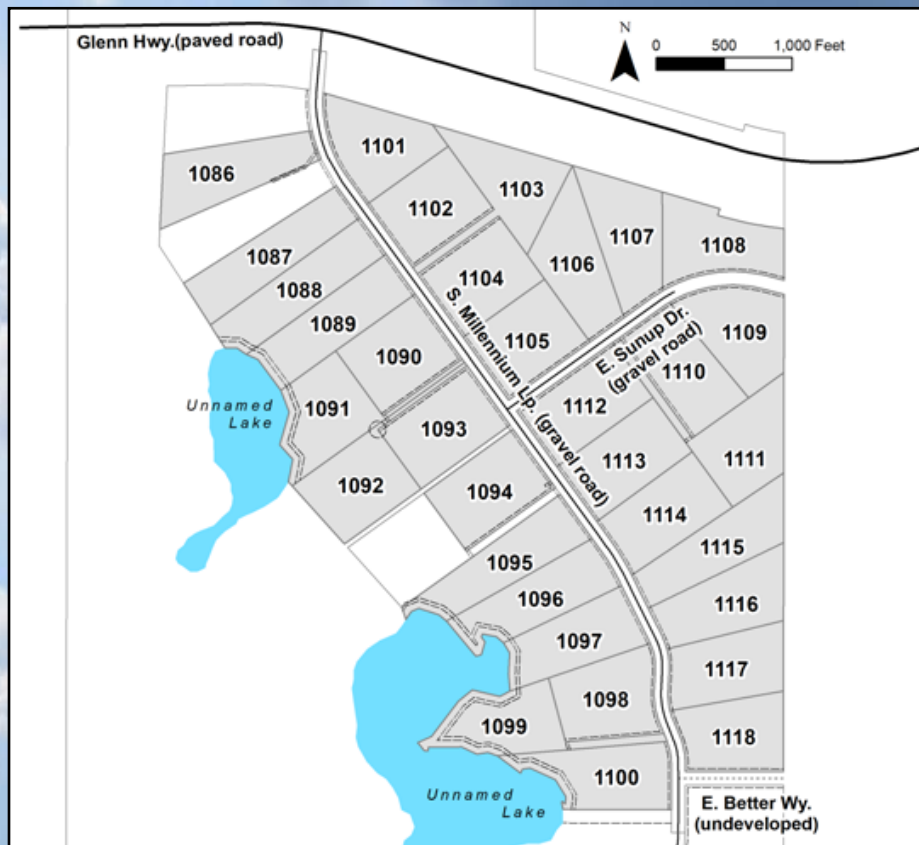 Glenn Hwy.(paved road)
N
0 500 1,000 Feet
1086
1101
1102
1103
1104
1105
1106
1107
1108
1087
1088
1089
1090
1091
1092
1093
1094
S. Millennium Lp. (gravel road)
E. Sunup Dr.
(gravel road)
1109
1110
1111
1112
1113
1114
1115
1116
1117
1118
1095
1096
1097
1098
1099
1100
Unnamed
Lake
Unnamed
Lake
E. Better Wy.
(undeveloped)